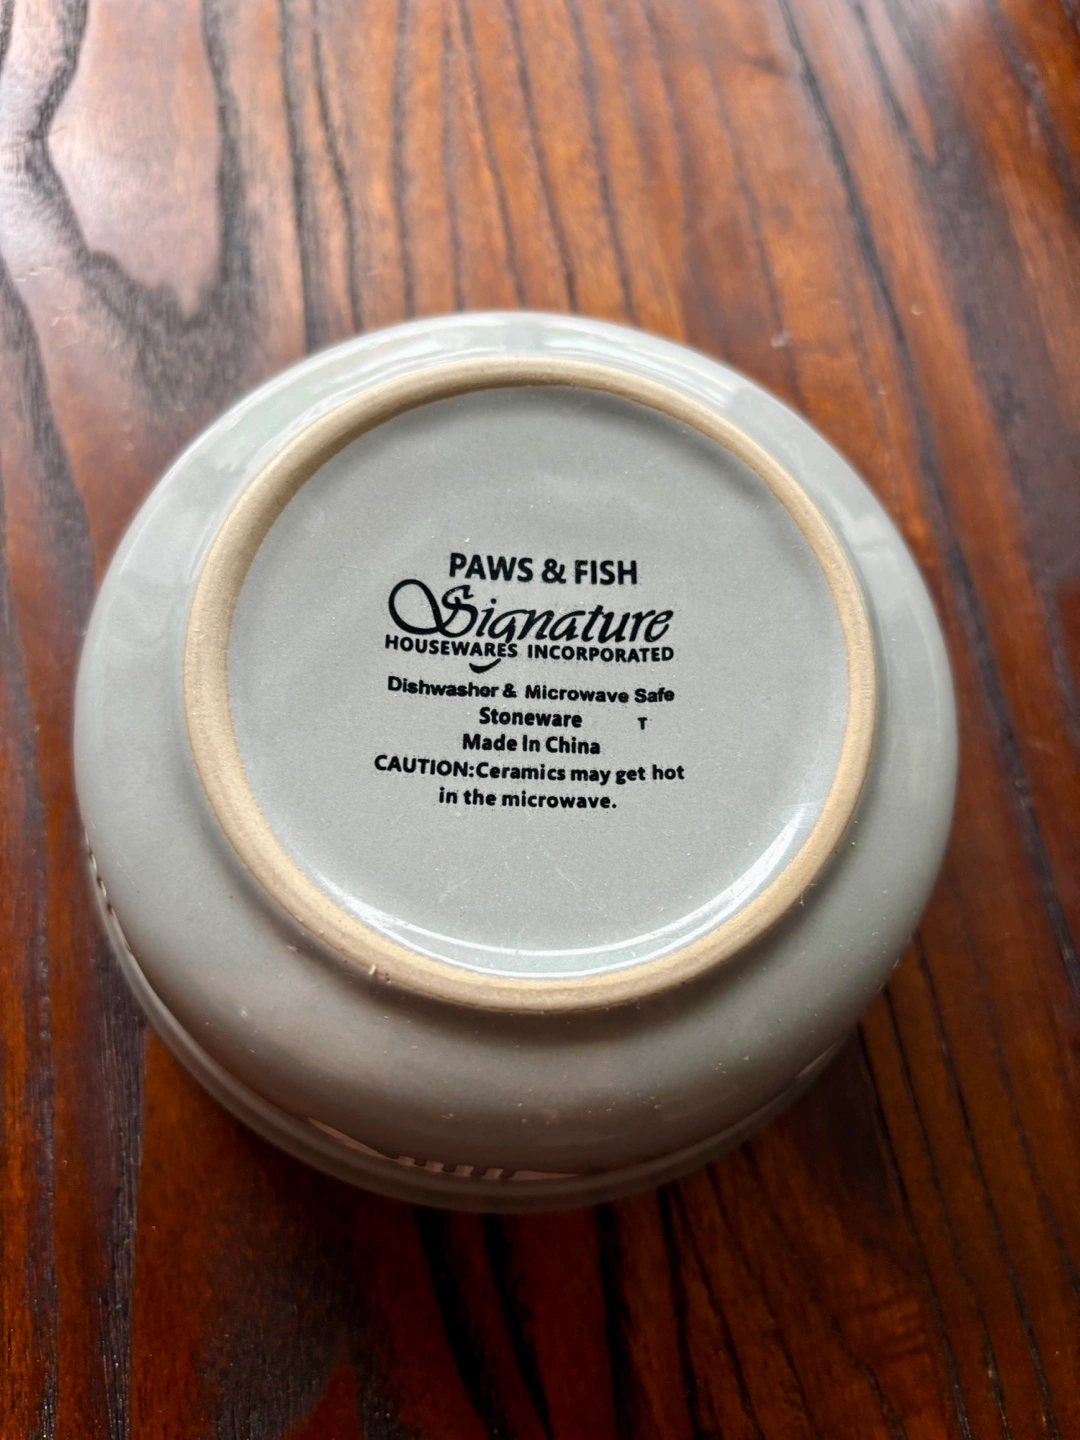 PAWS & FISH
Signature
HOUSEWARES INCORPORATED
Dishwasher & Microwave Safe
Stoneware T
Made In China
CAUTION:Ceramics may get hot
in the microwave.